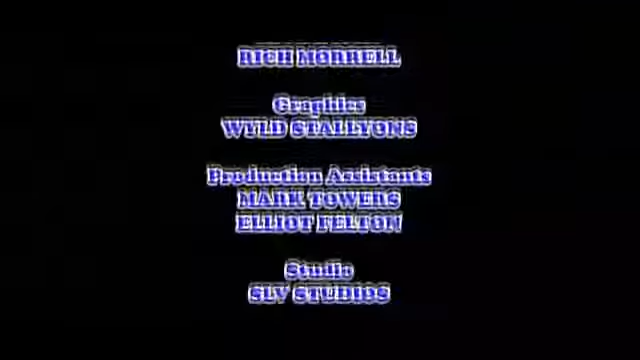 RICH MORRELL
Graphics
WYLD STALLYONS
Production Assistants
MARK TOWERS
ELLIOT FELTON
Studio
SLV STUDIOS